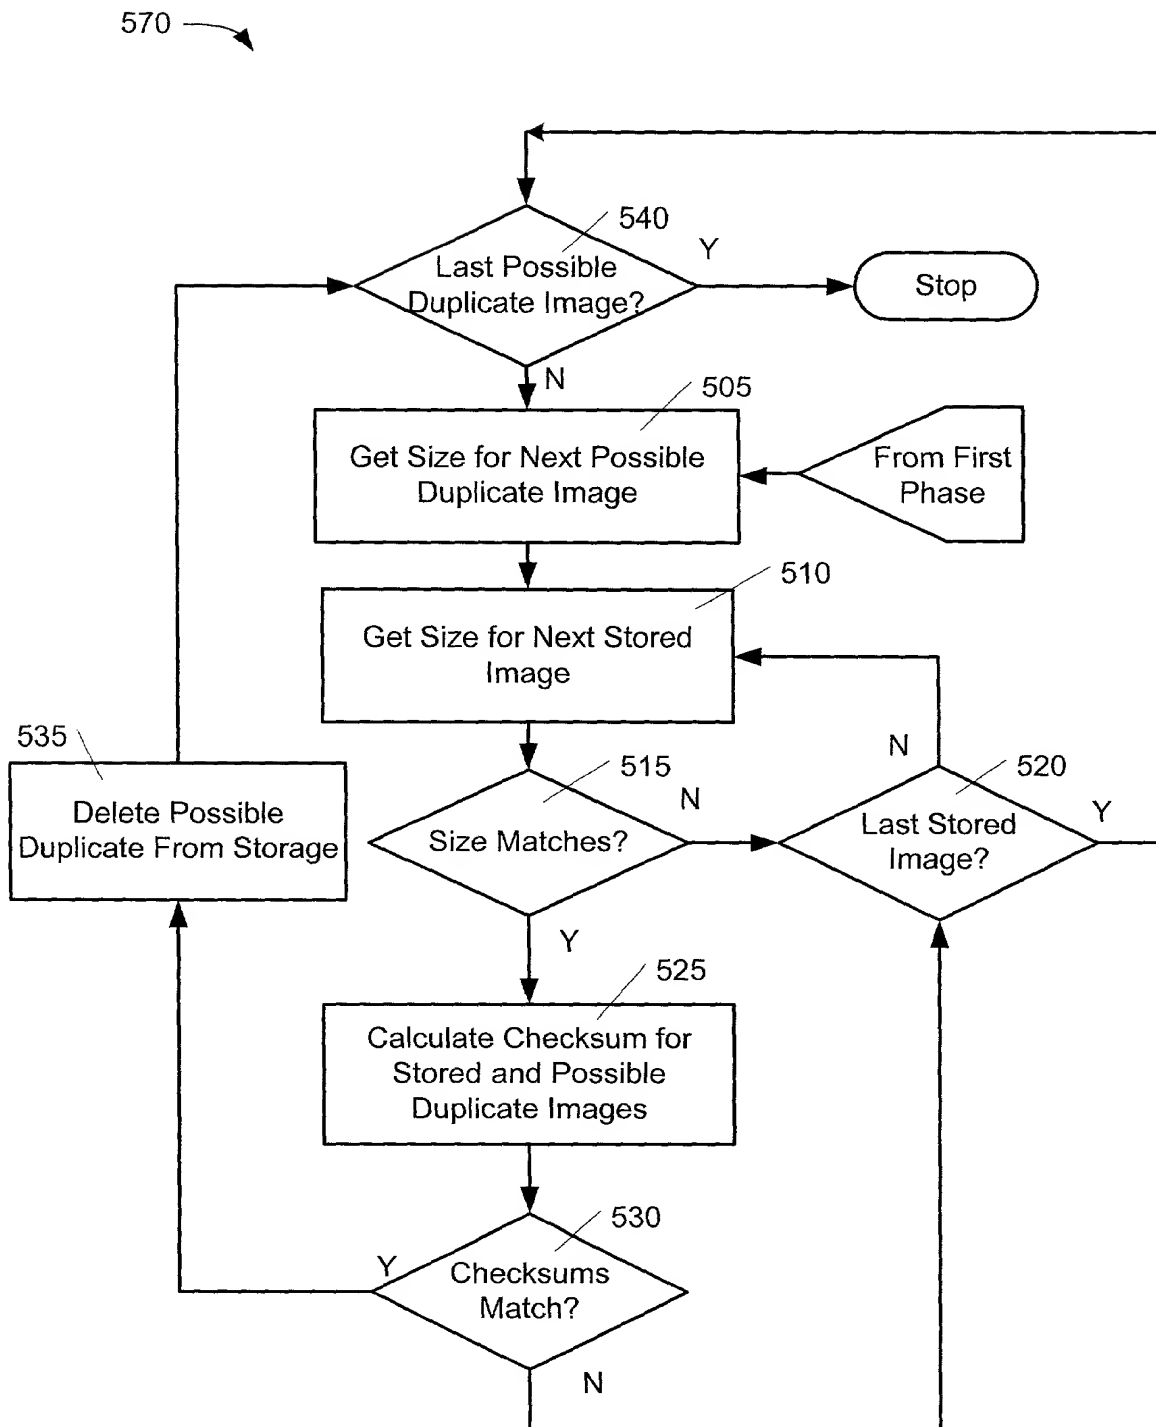 570
540
Last Possible
Duplicate Image?
Y
Stop
N
505
Get Size for Next Possible
Duplicate Image
From First
Phase
510
Get Size for Next Stored
Image
535
Delete Possible
Duplicate From Storage
515
Size Matches?
N
N
520
Last Stored
Image?
Y
Y
525
Calculate Checksum for
Stored and Possible
Duplicate Images
530
Y
Checksums
Match?
N